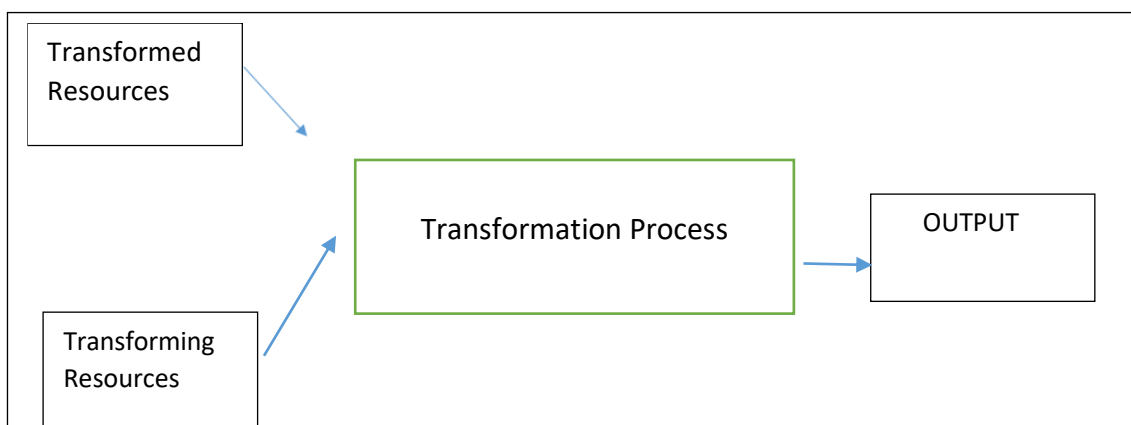 Transformed
Resources
Transformation Process
OUTPUT
Transforming
Resources